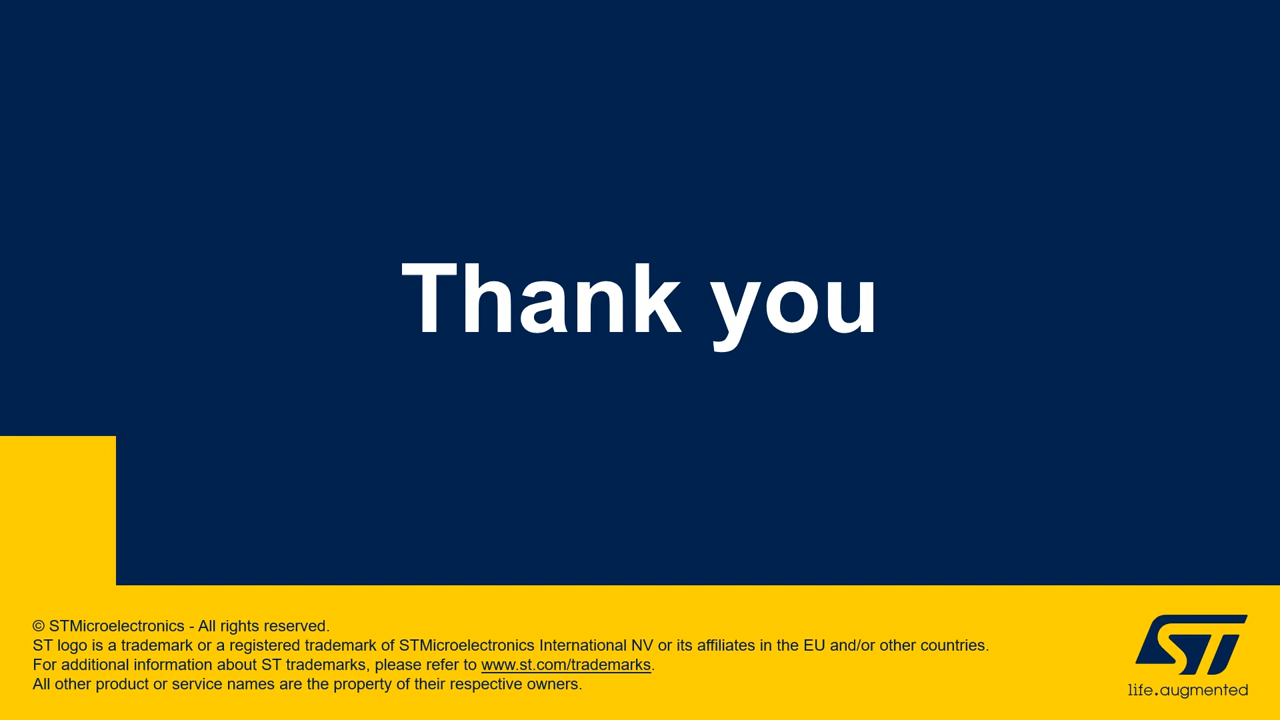 Thank you
© STMicroelectronics - All rights reserved.
ST logo is a trademark or a registered trademark of STMicroelectronics International NV or its affiliates in the EU and/or other countries.
For additional information about ST trademarks, please refer to www.st.com/trademarks.
All other product or service names are the property of their respective owners.
ST
life.augmented